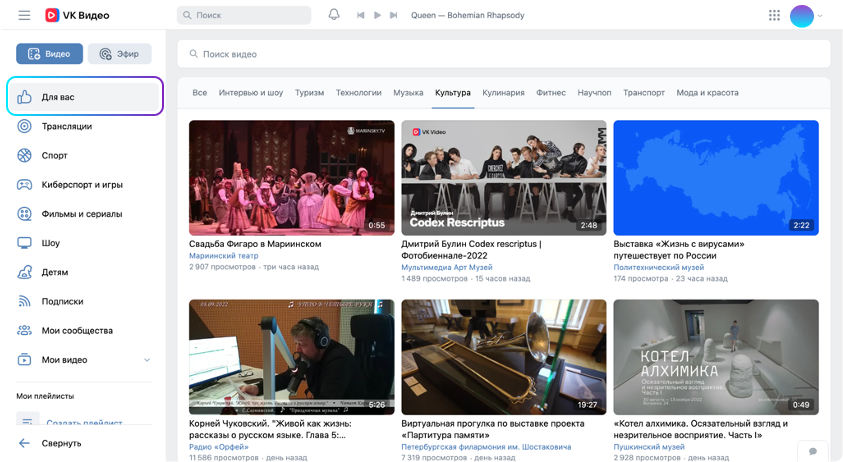 VK Видео
Поиск
Queen — Bohemian Rhapsody
Видео
Эфир
Для вас
Трансляции
Спорт
Киберспорт и игры
Фильмы и сериалы
Шоу
Детям
Подписки
Мои сообщества
Мои видео
Мои плейлисты
Создать плейлист
Свернуть
Поиск видео
Все Интервью и шоу Туризм Технологии Музыка Культура Кулинария Фитнес Научпоп Транспорт Мода и красота
MARIINSKY.TV
0:55
Свадьба Фигаро в Мариинском
Мариинский театр
2 907 просмотров · три часа назад
VK Video
Дмитрий Булин
Codex Rescriptus
2:48
Дмитрий Булин Codex rescriptus |
Фотобиеннале-2022
Мультимедиа Арт Музей
1 489 просмотров · 15 часов назад
2:22
Выставка «Жизнь с вирусами»
путешествует по России
Политехнический музей
174 просмотра · 23 часа назад
5:26
Корней Чуковский. "Живой как жизнь:
рассказы о русском языке. Глава 5:...
Радио «Орфей»
11 586 просмотров · день назад
19:27
Виртуальная прогулка по выставке проекта
«Партитура памяти»
Петербургская филармония им. Шостаковича
7 319 просмотров · день назад
КОТЕЛ
АЛХИМИКА
Осязательный взгляд
и незрительное восприятие.
Часть I
0:49
«Котел алхимика. Осязательный взгляд и
незрительное восприятие. Часть I»
Пушкинский музей
2 928 просмотров · день назад